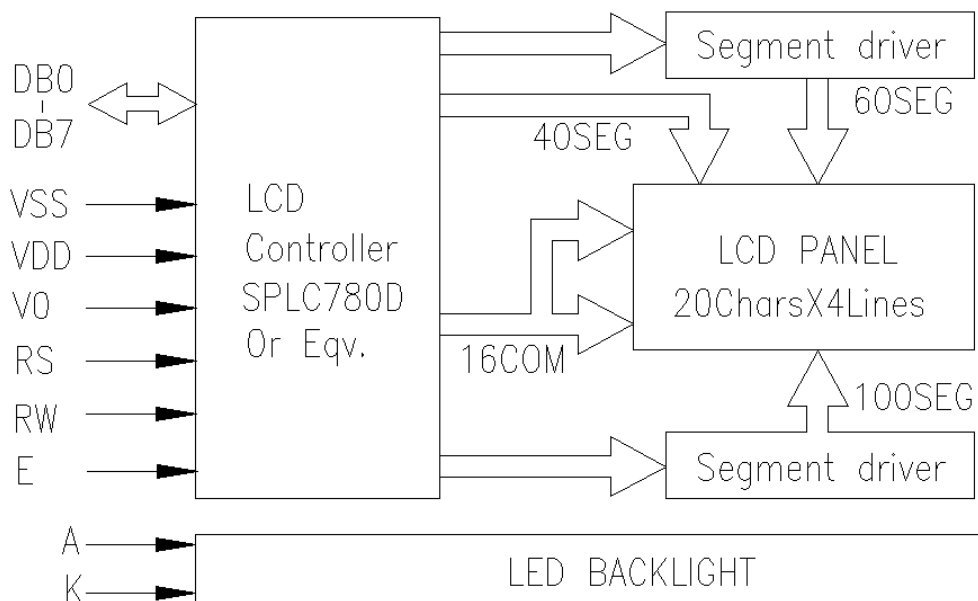 DB0
-
DB7
VSS
VDD
V0
RS
RW
E
A
K
LCD
Controller
SPLC780D
Or Eqv.
Segment driver
60SEG
40SEG
LCD PANEL
20CharsX4Lines
16COM
100SEG
Segment driver
LED BACKLIGHT